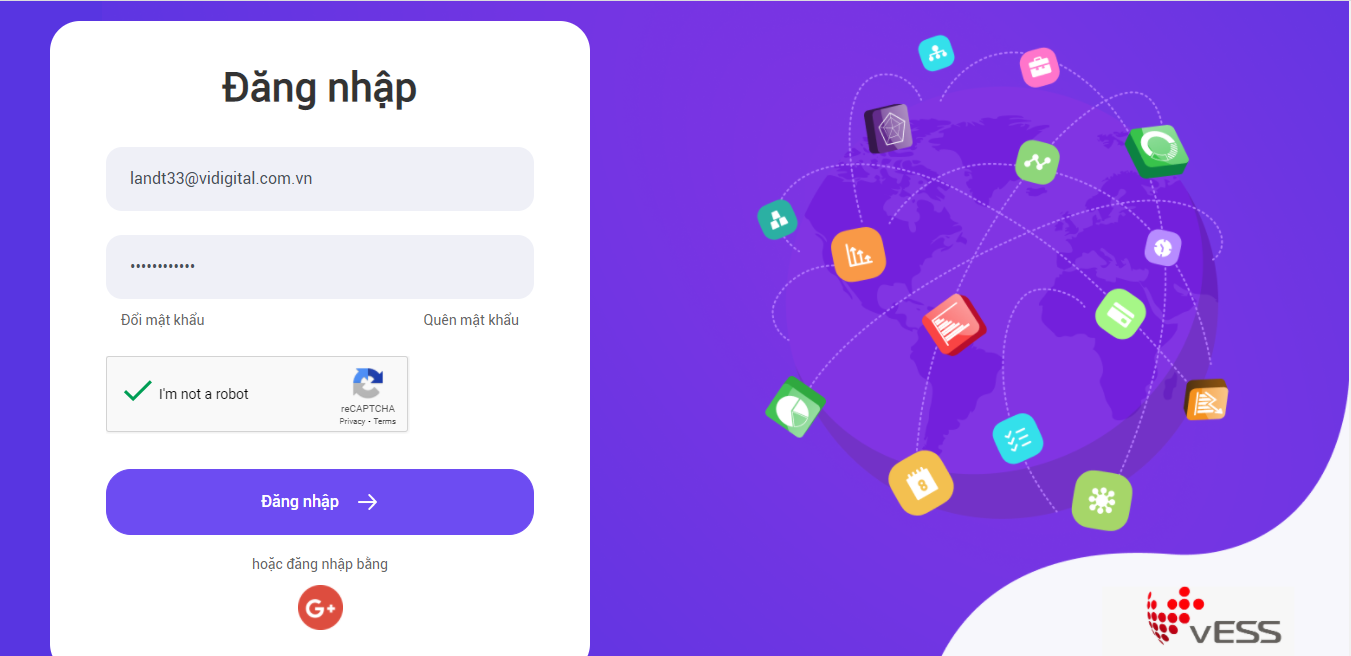 Đăng nhập
landt33@vidigital.com.vn
••••••••••••
Đổi mật khẩu
Quên mật khẩu
I'm not a robot
reCAPTCHA
Privacy - Terms
Đăng nhập
hoặc đăng nhập bằng
G+
8
vESS